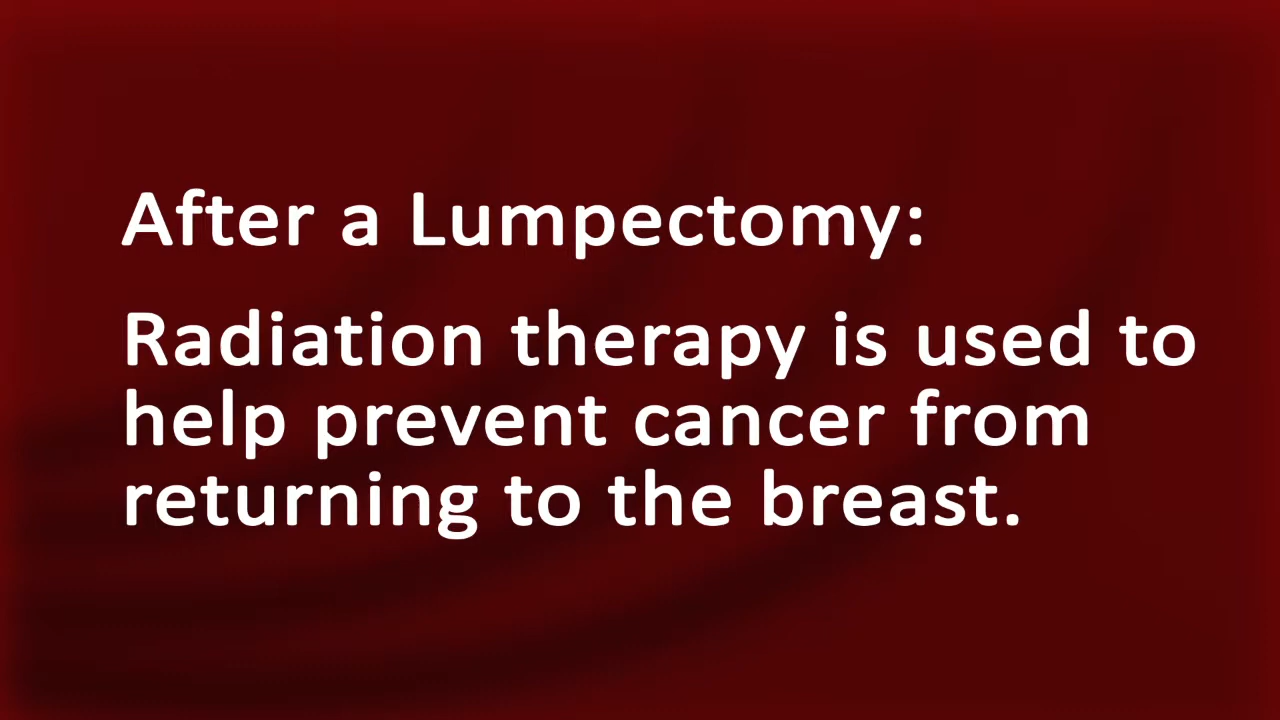 After a Lumpectomy:
Radiation therapy is used to
help prevent cancer from
returning to the breast.